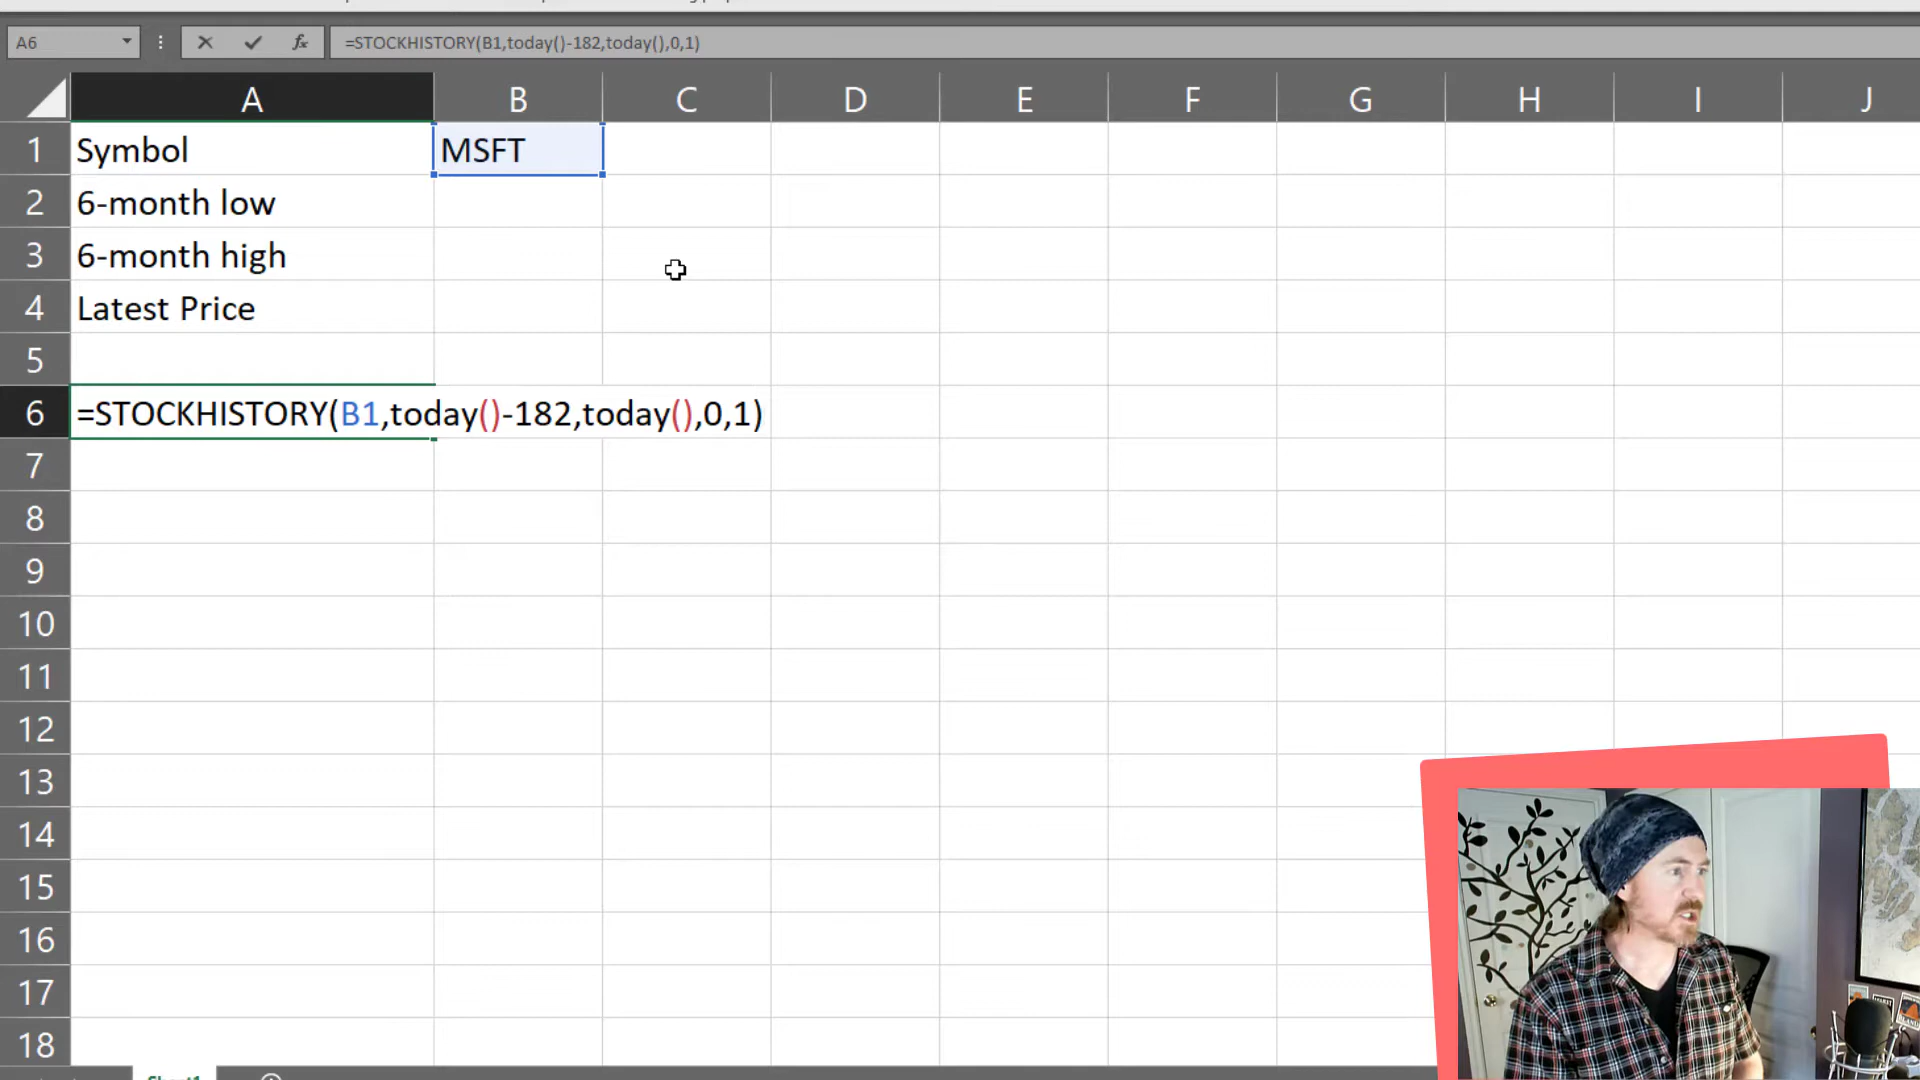 A6 =STOCKHISTORY(B1,today()-182,today(),0,1)
A B C D E F G H I J
1 Symbol MSFT
2 6-month low
3 6-month high
4 Latest Price
5
6 =STOCKHISTORY(B1,today()-182,today(),0,1)
7
8
9
10
11
12
13
14
15
16
17
18
Sheet1